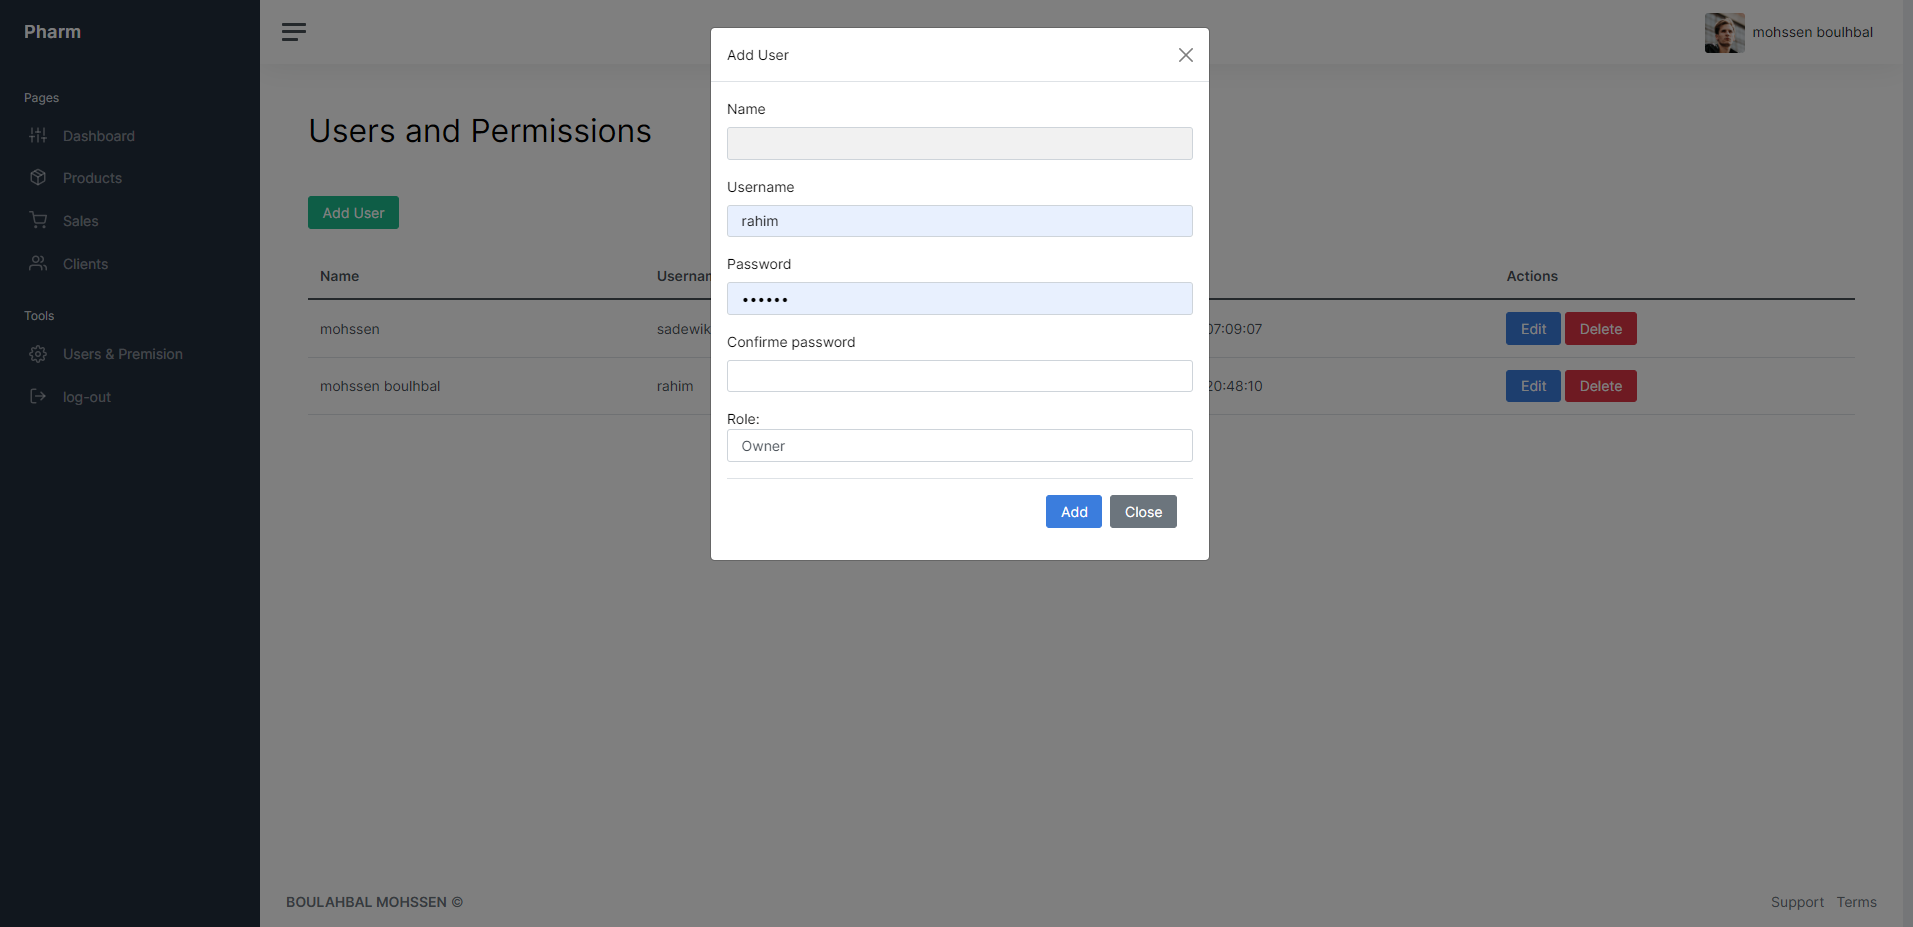 Pharm
mohssen boulhbal
Pages
Dashboard
Products
Sales
Clients
Tools
Users & Premision
log-out
Users and Permissions
Add User
Name
Actions
mohssen
07:09:07
Edit Delete
mohssen boulhbal
rahim
20:48:10
Edit Delete
Add User
Name
Username
rahim
Password
••••••
Confirme password
Role:
Owner
Add
Close
BOULAHBAL MOHSSEN ©
Support Terms